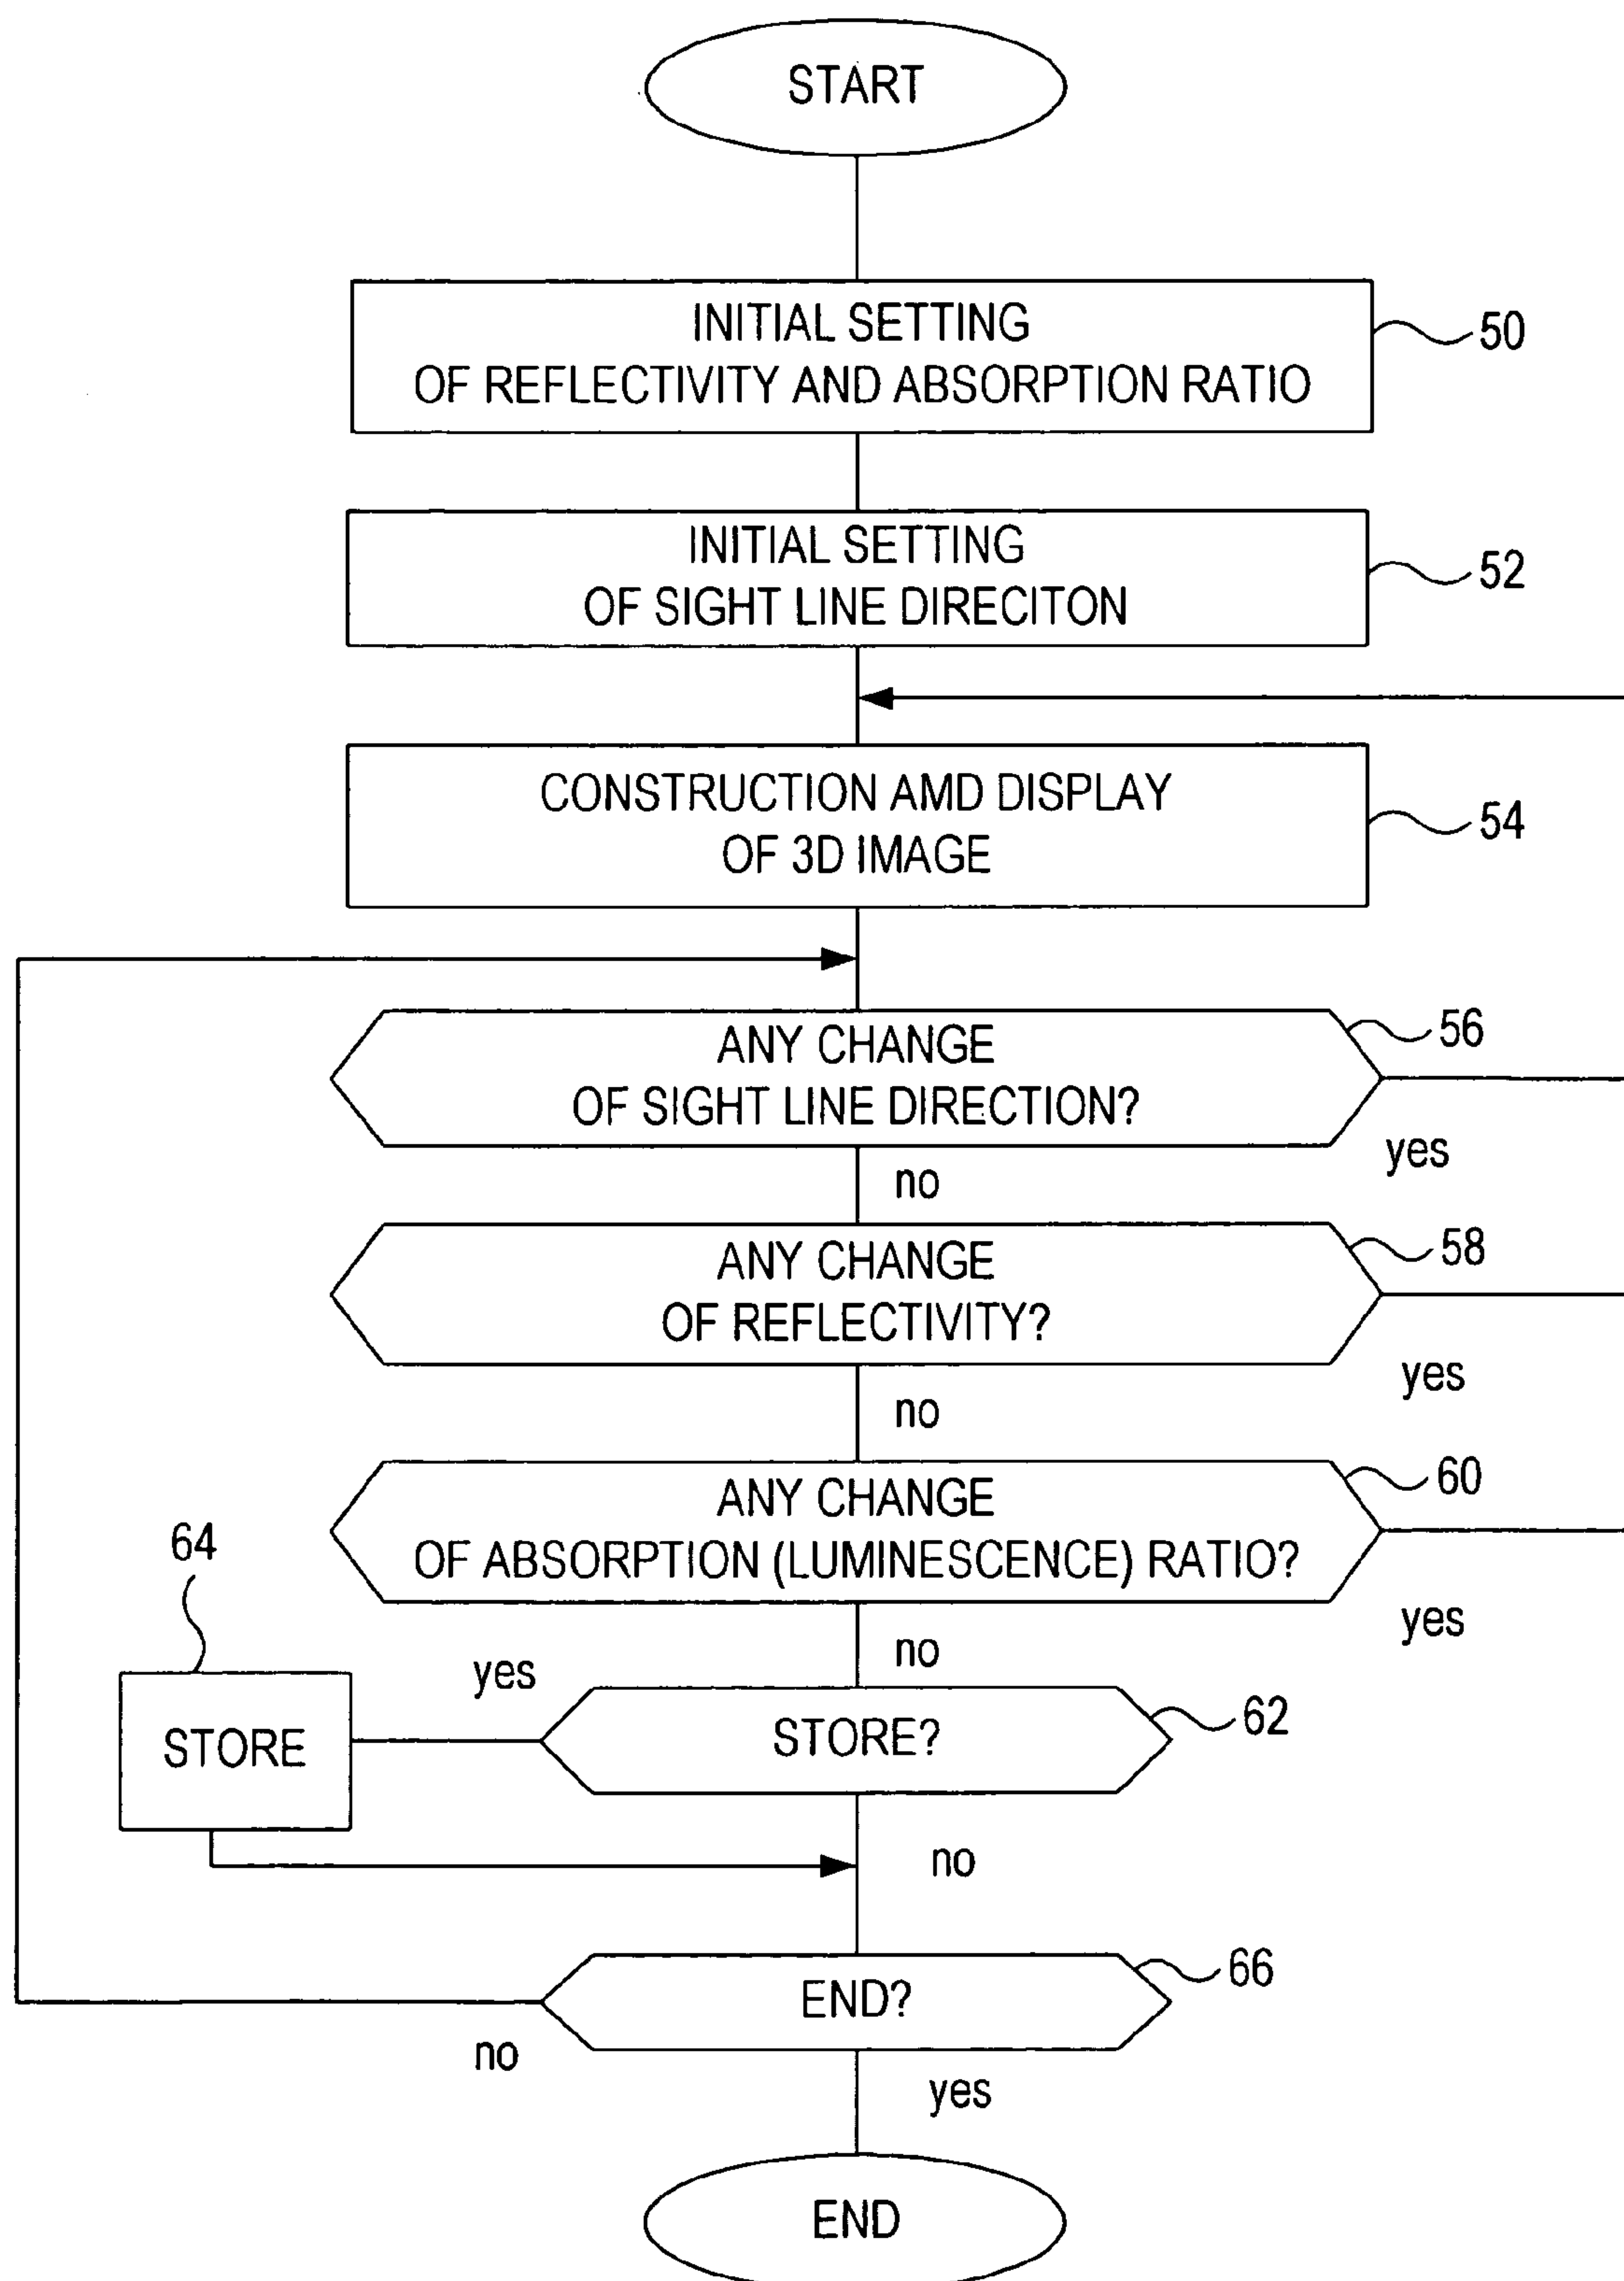 START
INITIAL SETTING
OF REFLECTIVITY AND ABSORPTION RATIO
50
INITIAL SETTING
OF SIGHT LINE DIRECITON
52
CONSTRUCTION AMD DISPLAY
OF 3D IMAGE
54
ANY CHANGE
OF SIGHT LINE DIRECTION?
56
yes
no
ANY CHANGE
OF REFLECTIVITY?
58
yes
no
ANY CHANGE
OF ABSORPTION (LUMINESCENCE) RATIO?
60
yes
no
64
STORE
yes
STORE?
62
no
END?
66
no
yes
END